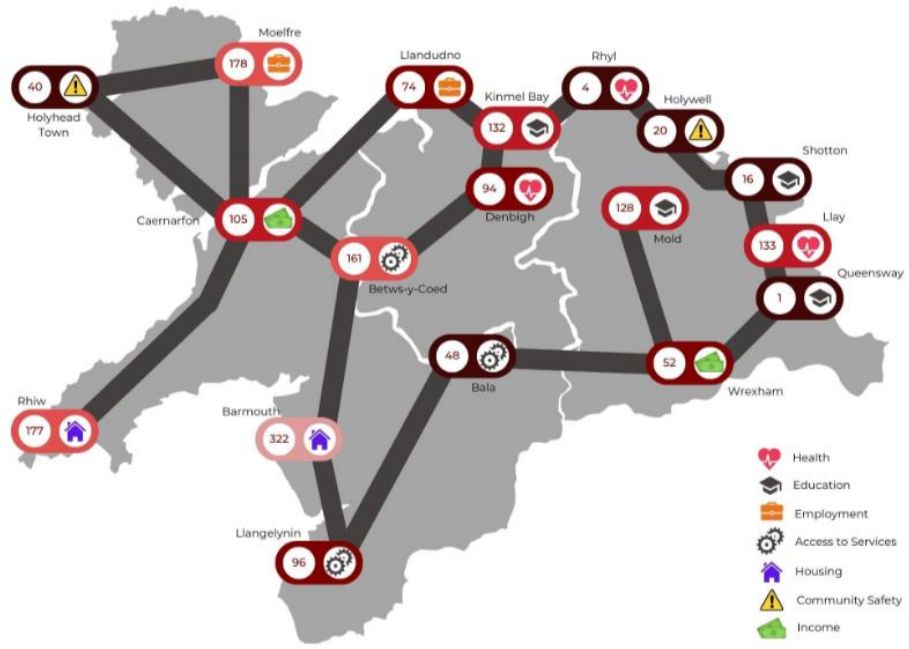 Moelfre
178
40
Holyhead
Town
Llandudno
74
Kinmel Bay
132
Rhyl
4
Holywell
20
Shotton
16
94
Denbigh
128
Mold
Llay
133
Queensway
1
Caernarfon
105
161
Betws-y-Coed
48
Bala
52
Wrexham
Rhiw
177
Barmouth
322
Llangelynin
96
Health
Education
Employment
Access to Services
Housing
Community Safety
Income